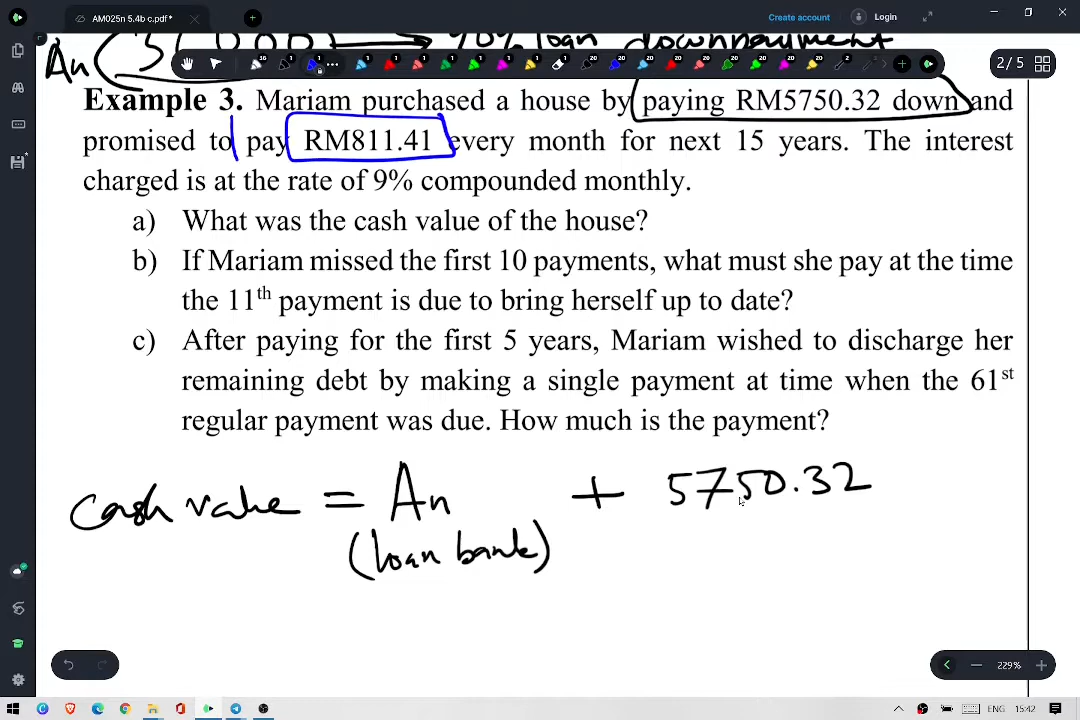 AM025n 5.4b c.pdf*
Create account
Login
An (3 000) → 90% loan downpayment
2 / 5
Example 3. Mariam purchased a house by paying RM5750.32 down and
promised to pay RM811.41 every month for next 15 years. The interest
charged is at the rate of 9% compounded monthly.
a) What was the cash value of the house?
b) If Mariam missed the first 10 payments, what must she pay at the time
the 11th payment is due to bring herself up to date?
c) After paying for the first 5 years, Mariam wished to discharge her
remaining debt by making a single payment at time when the 61st
regular payment was due. How much is the payment?
cash value = An + 5750.32
(loan bank)
229%
ENG 15:42